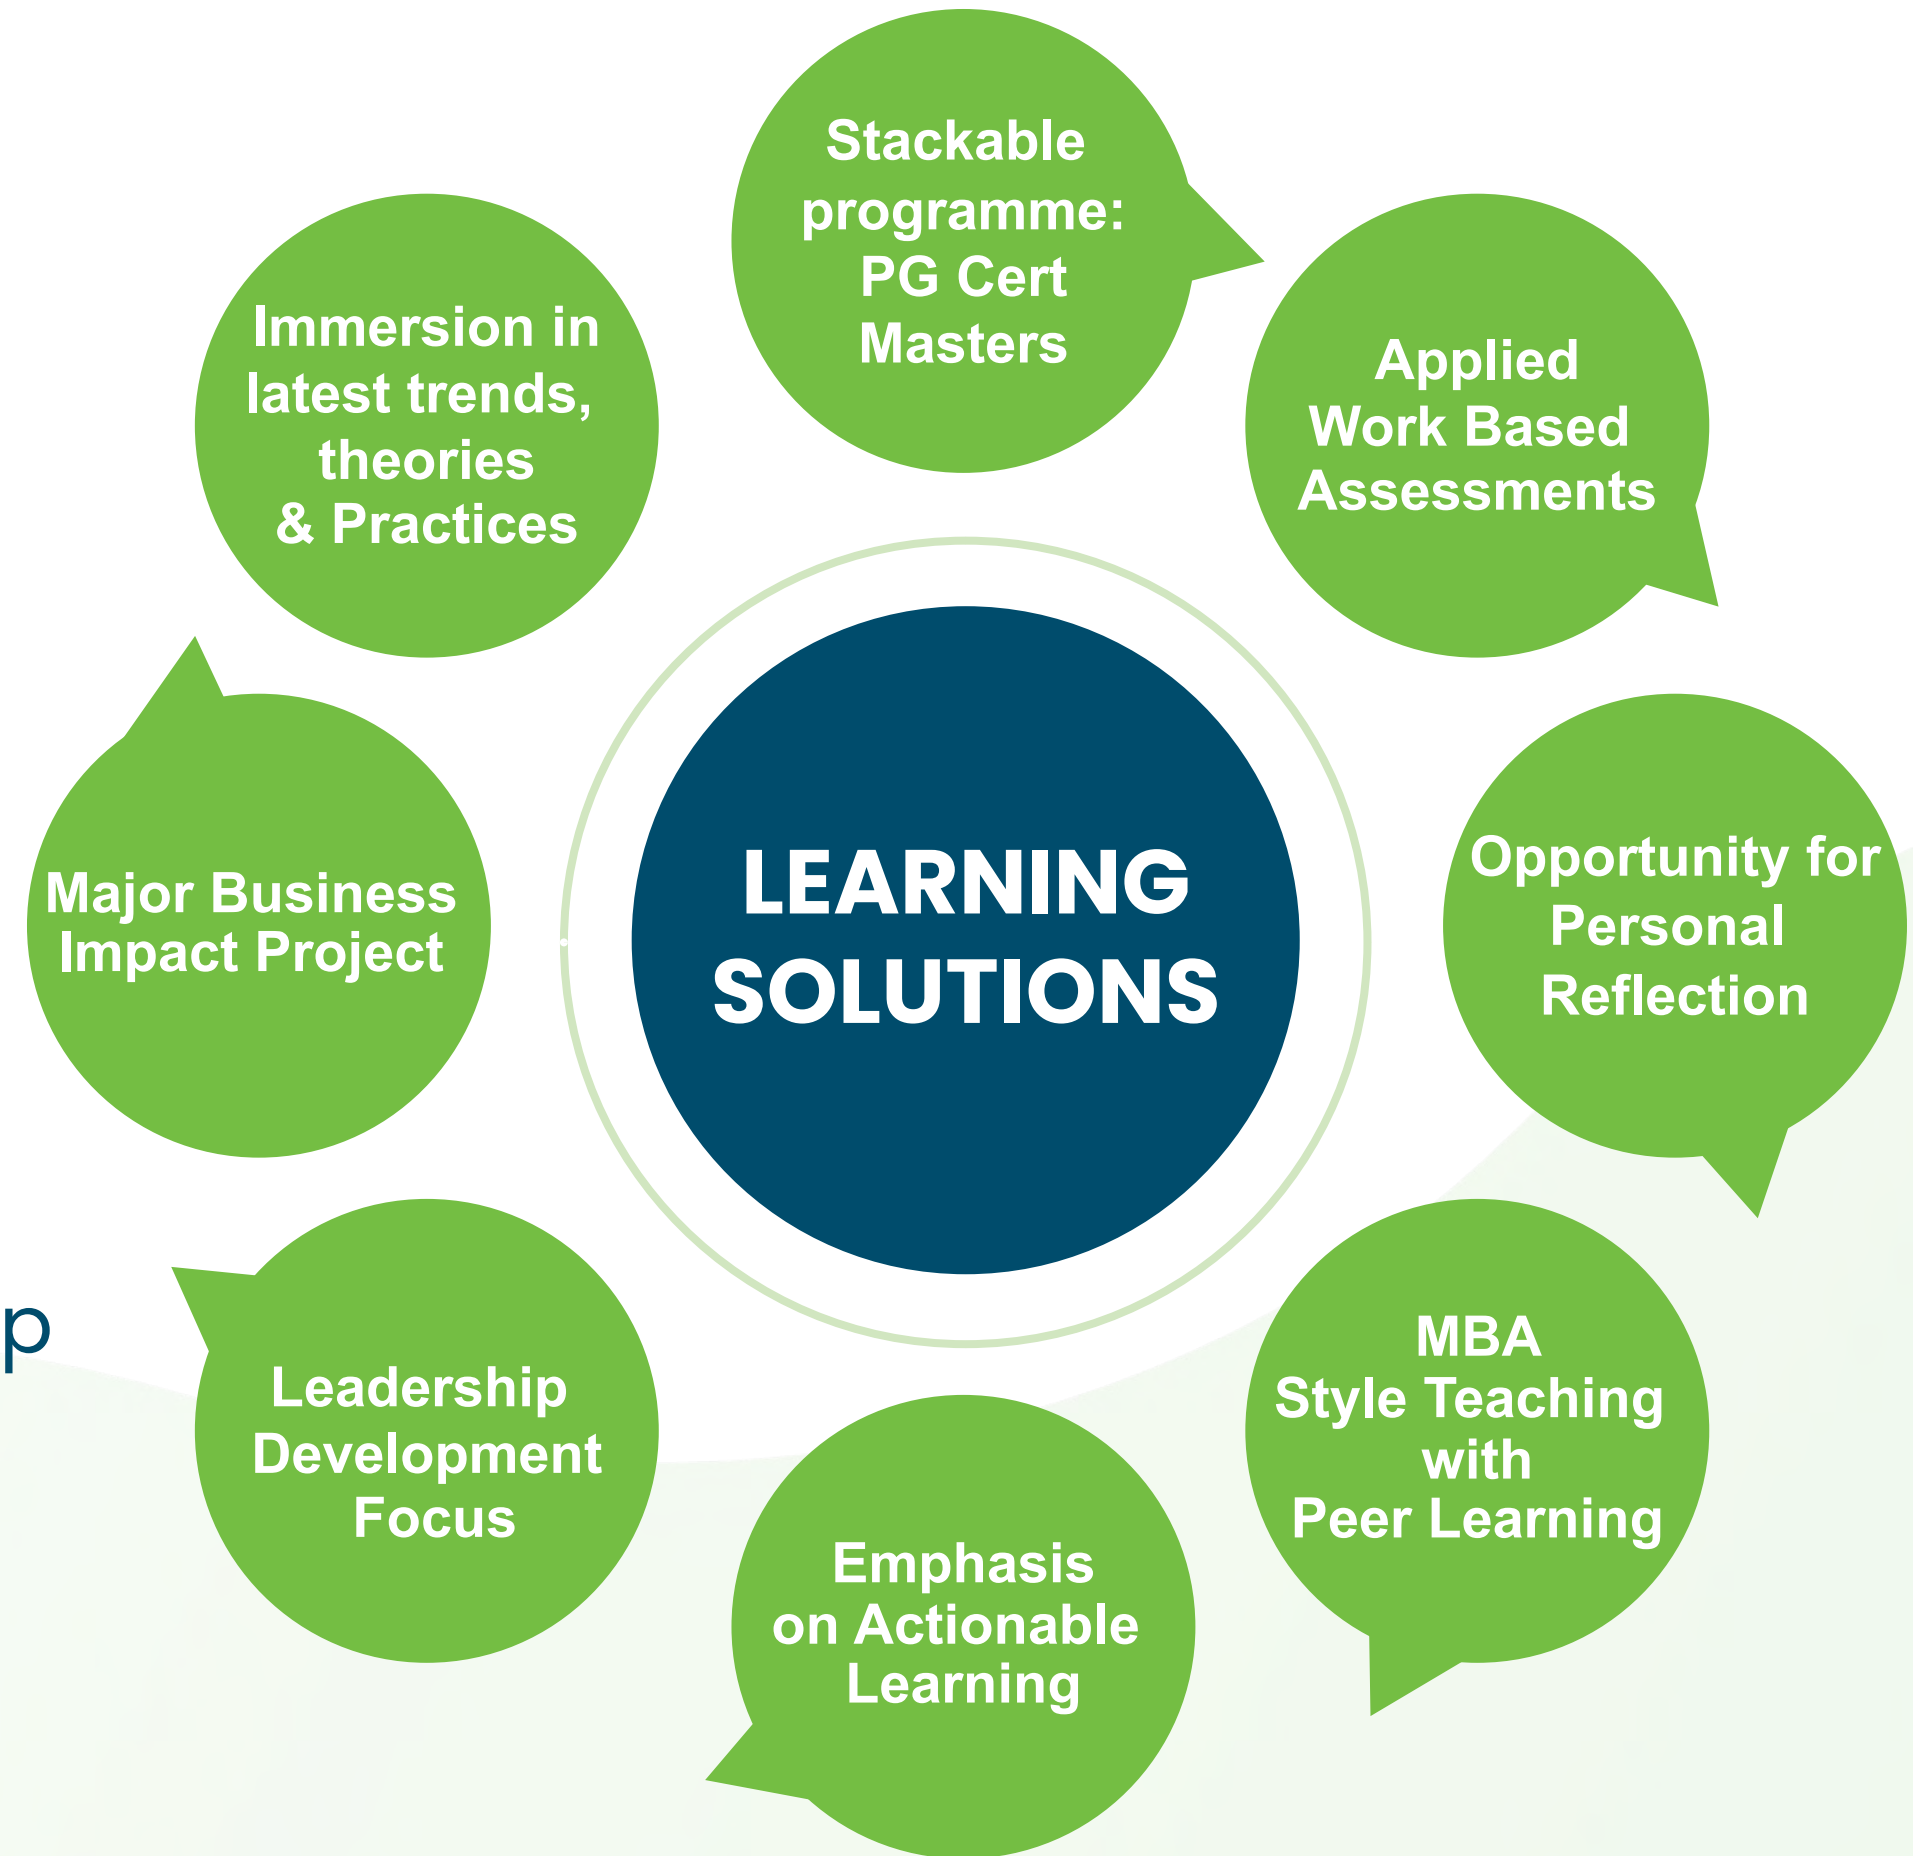 Stackable
programme:
PG Cert
Masters
Immersion in
latest trends,
theories
& Practices
Applied
Work Based
Assessments
LEARNING
SOLUTIONS
Major Business
Impact Project
Opportunity for
Personal
Reflection
p
Leadership
Development
Focus
MBA
Style Teaching
with
Peer Learning
Emphasis
on Actionable
Learning